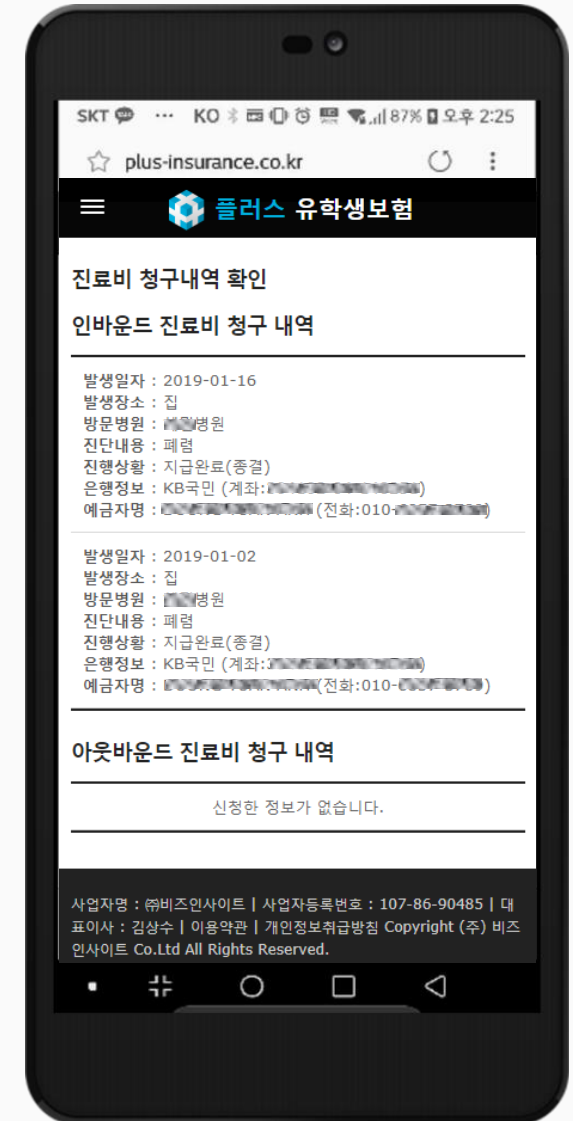 SKT ... KO 87% 오후 2:25
plus-insurance.co.kr
플러스 유학생보험
진료비 청구내역 확인
인바운드 진료비 청구 내역
발생일자 : 2019-01-16
발생장소 : 집
방문병원 : 병원
진단내용 : 폐렴
진행상황 : 지급완료(종결)
은행정보 : KB국민 (계좌: )
예금자명 : (전화:010- )
발생일자 : 2019-01-02
발생장소 : 집
방문병원 : 병원
진단내용 : 폐렴
진행상황 : 지급완료(종결)
은행정보 : KB국민 (계좌: )
예금자명 : (전화:010- )
아웃바운드 진료비 청구 내역
신청한 정보가 없습니다.
사업자명 : ㈜비즈인사이트 | 사업자등록번호 : 107-86-90485 | 대
표이사 : 김상수 | 이용약관 | 개인정보취급방침 Copyright (주) 비즈
인사이트 Co.Ltd All Rights Reserved.